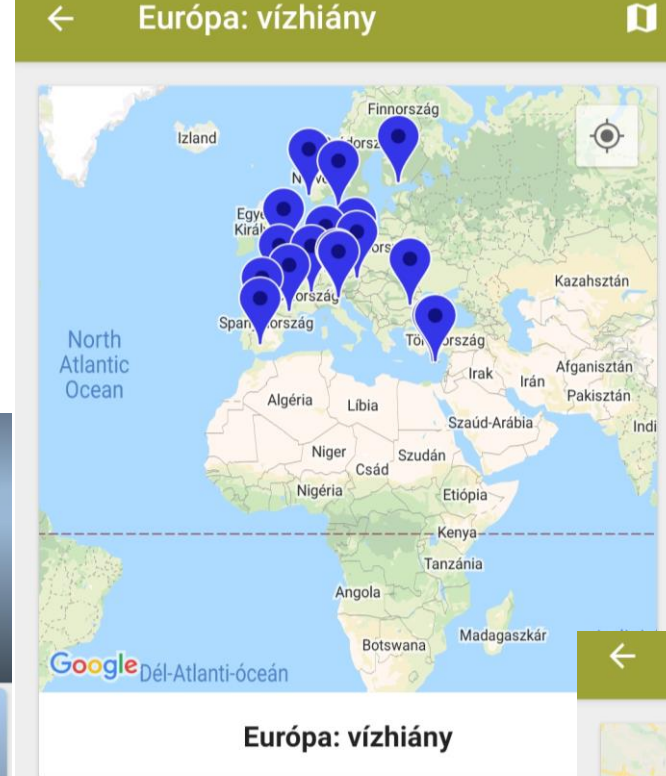 Európa: vízhiány
Finnország
Izland
Kazahsztán
North
Atlantic
Ocean
Irak
Irán
Afganisztán
Pakisztán
Algéria
Líbia
Szaúd-Arábia
Niger
Szudán
Csád
Nigéria
Etiópia
Kenya
Tanzánia
Angola
Botswana
Madagaszkár
Google
Dél-Atlanti-óceán
Európa: vízhiány